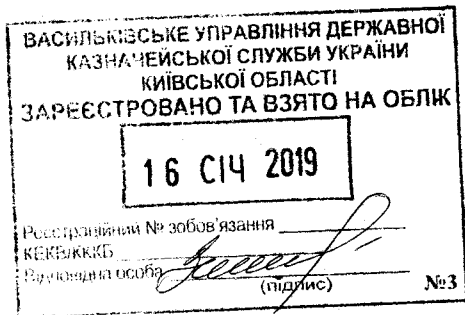 ВАСИЛЬКІВСЬКЕ УПРАВЛІННЯ ДЕРЖАВНОЇ
КАЗНАЧЕЙСЬКОЇ СЛУЖБИ УКРАЇНИ
КИЇВСЬКОЇ ОБЛАСТІ
ЗАРЕЄСТРОВАНО ТА ВЗЯТО НА ОБЛІК
16 СІЧ 2019
Реєстраційний № зобов'язання
КЕКВ/ККБ
Відповідна особа
(підпис)
№3